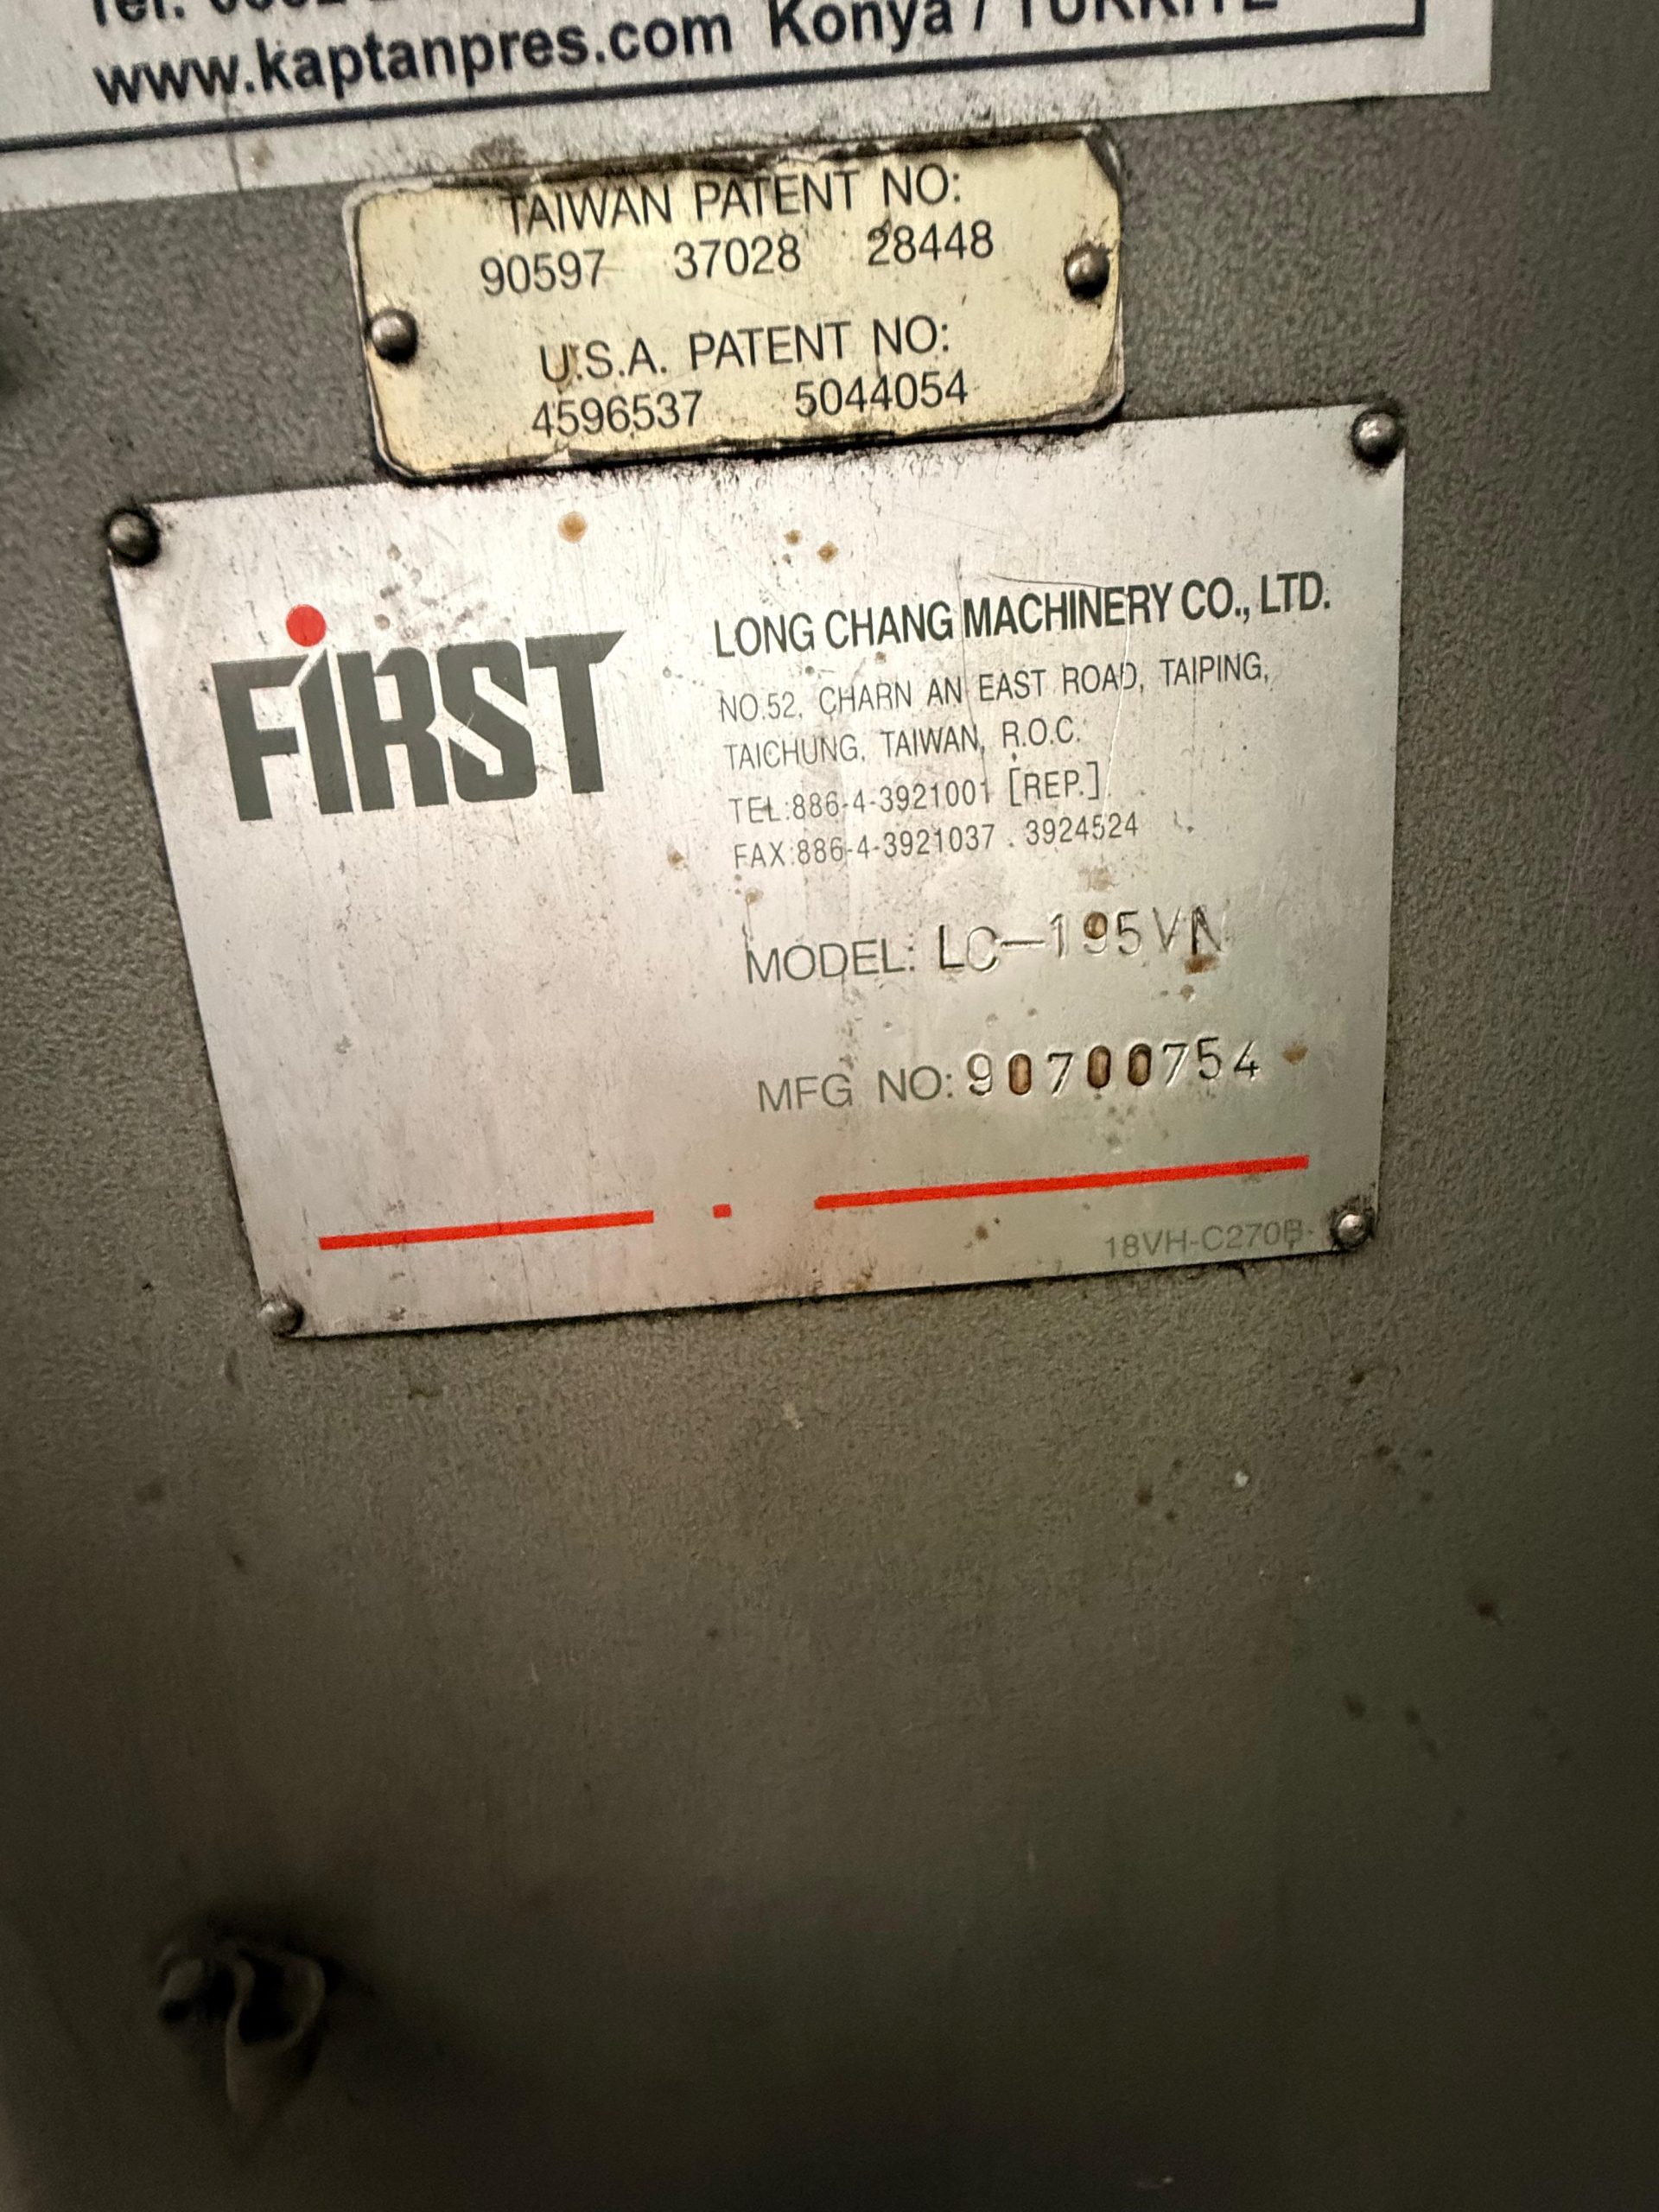 www.kaptanpres.com Konya / TÜRKİYE
TAIWAN PATENT NO:
90597 37028 28448
U.S.A. PATENT NO:
4596537 5044054
FIRST
LONG CHANG MACHINERY CO., LTD.
NO.52, CHARN AN EAST ROAD, TAIPING,
TAICHUNG, TAIWAN, R.O.C.
TEL:886-4-3921001 [REP.]
FAX:886-4-3921037 . 3924524
MODEL: LC-195VN
MFG NO: 90700754
18VH-C270B-